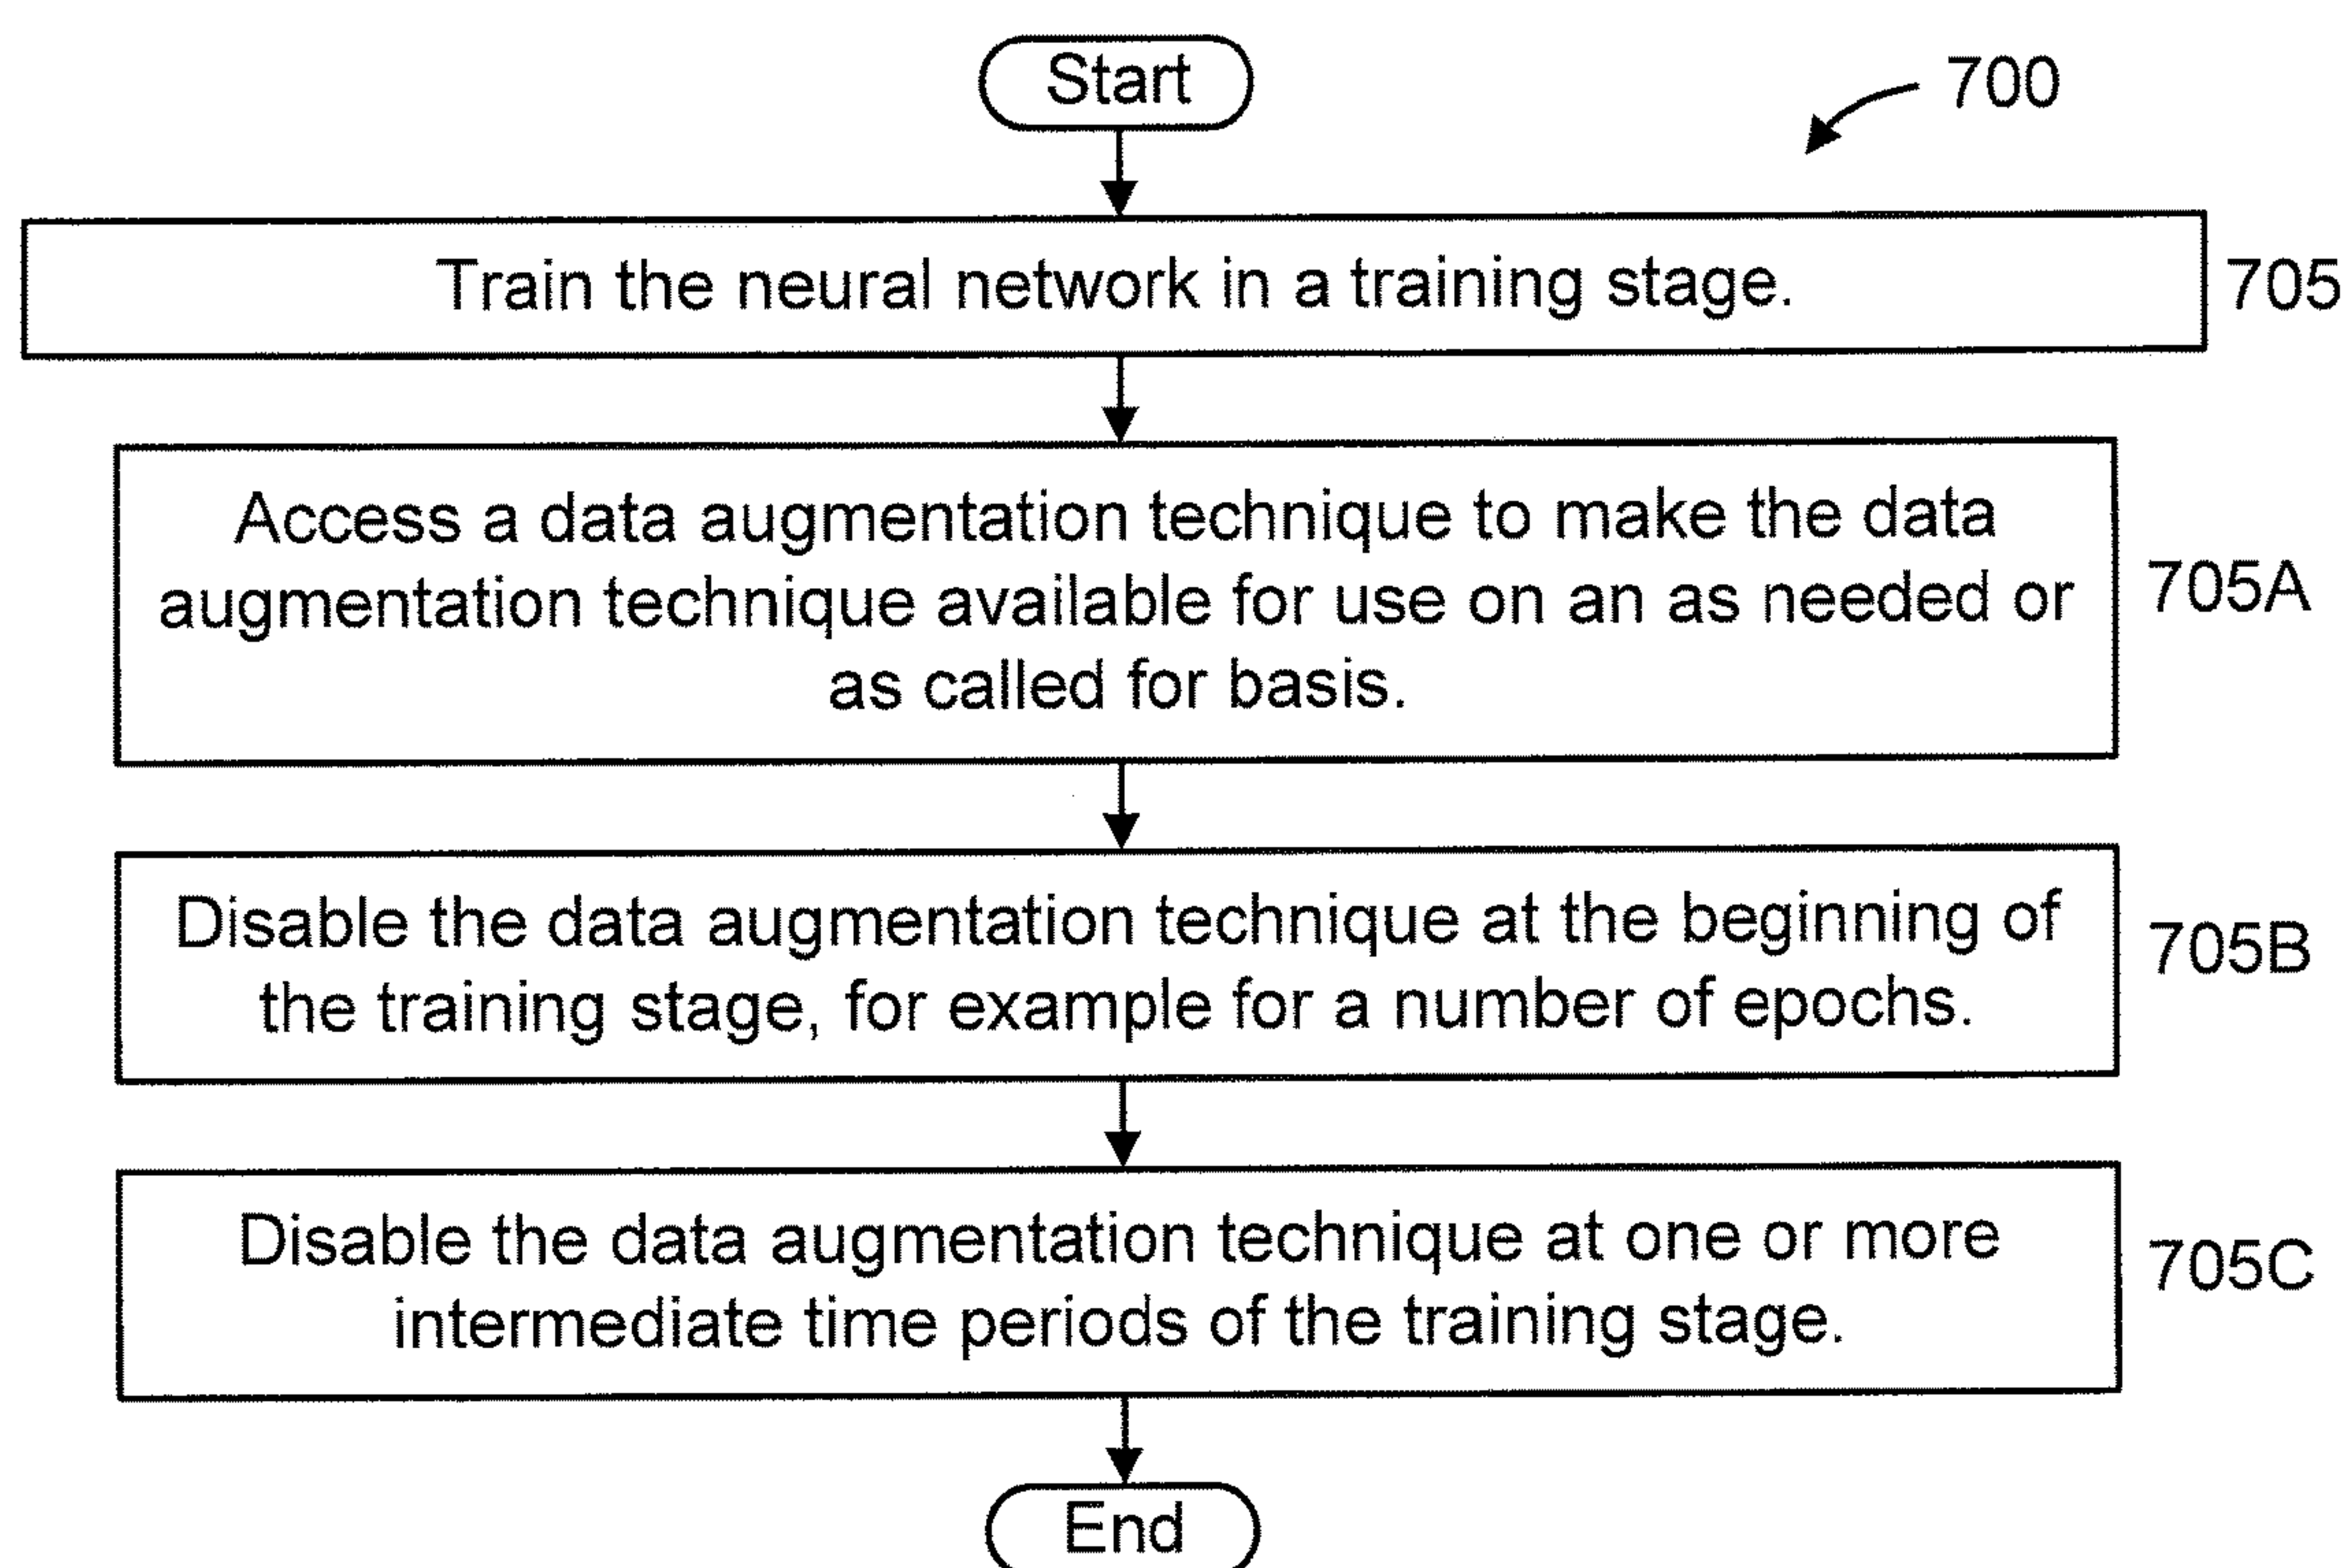 Start
700
Train the neural network in a training stage.
705
Access a data augmentation technique to make the data
augmentation technique available for use on an as needed or
as called for basis.
705A
Disable the data augmentation technique at the beginning of
the training stage, for example for a number of epochs.
705B
Disable the data augmentation technique at one or more
intermediate time periods of the training stage.
705C
End